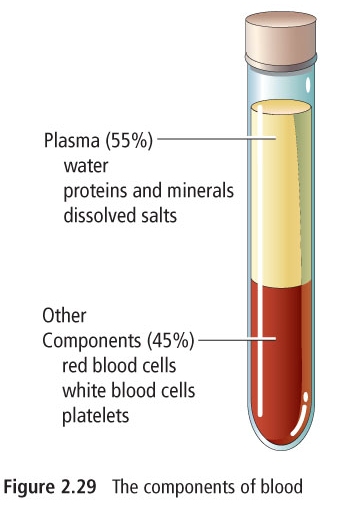 Plasma (55%)
water
proteins and minerals
dissolved salts
Other
Components (45%)
red blood cells
white blood cells
platelets
Figure 2.29 The components of blood